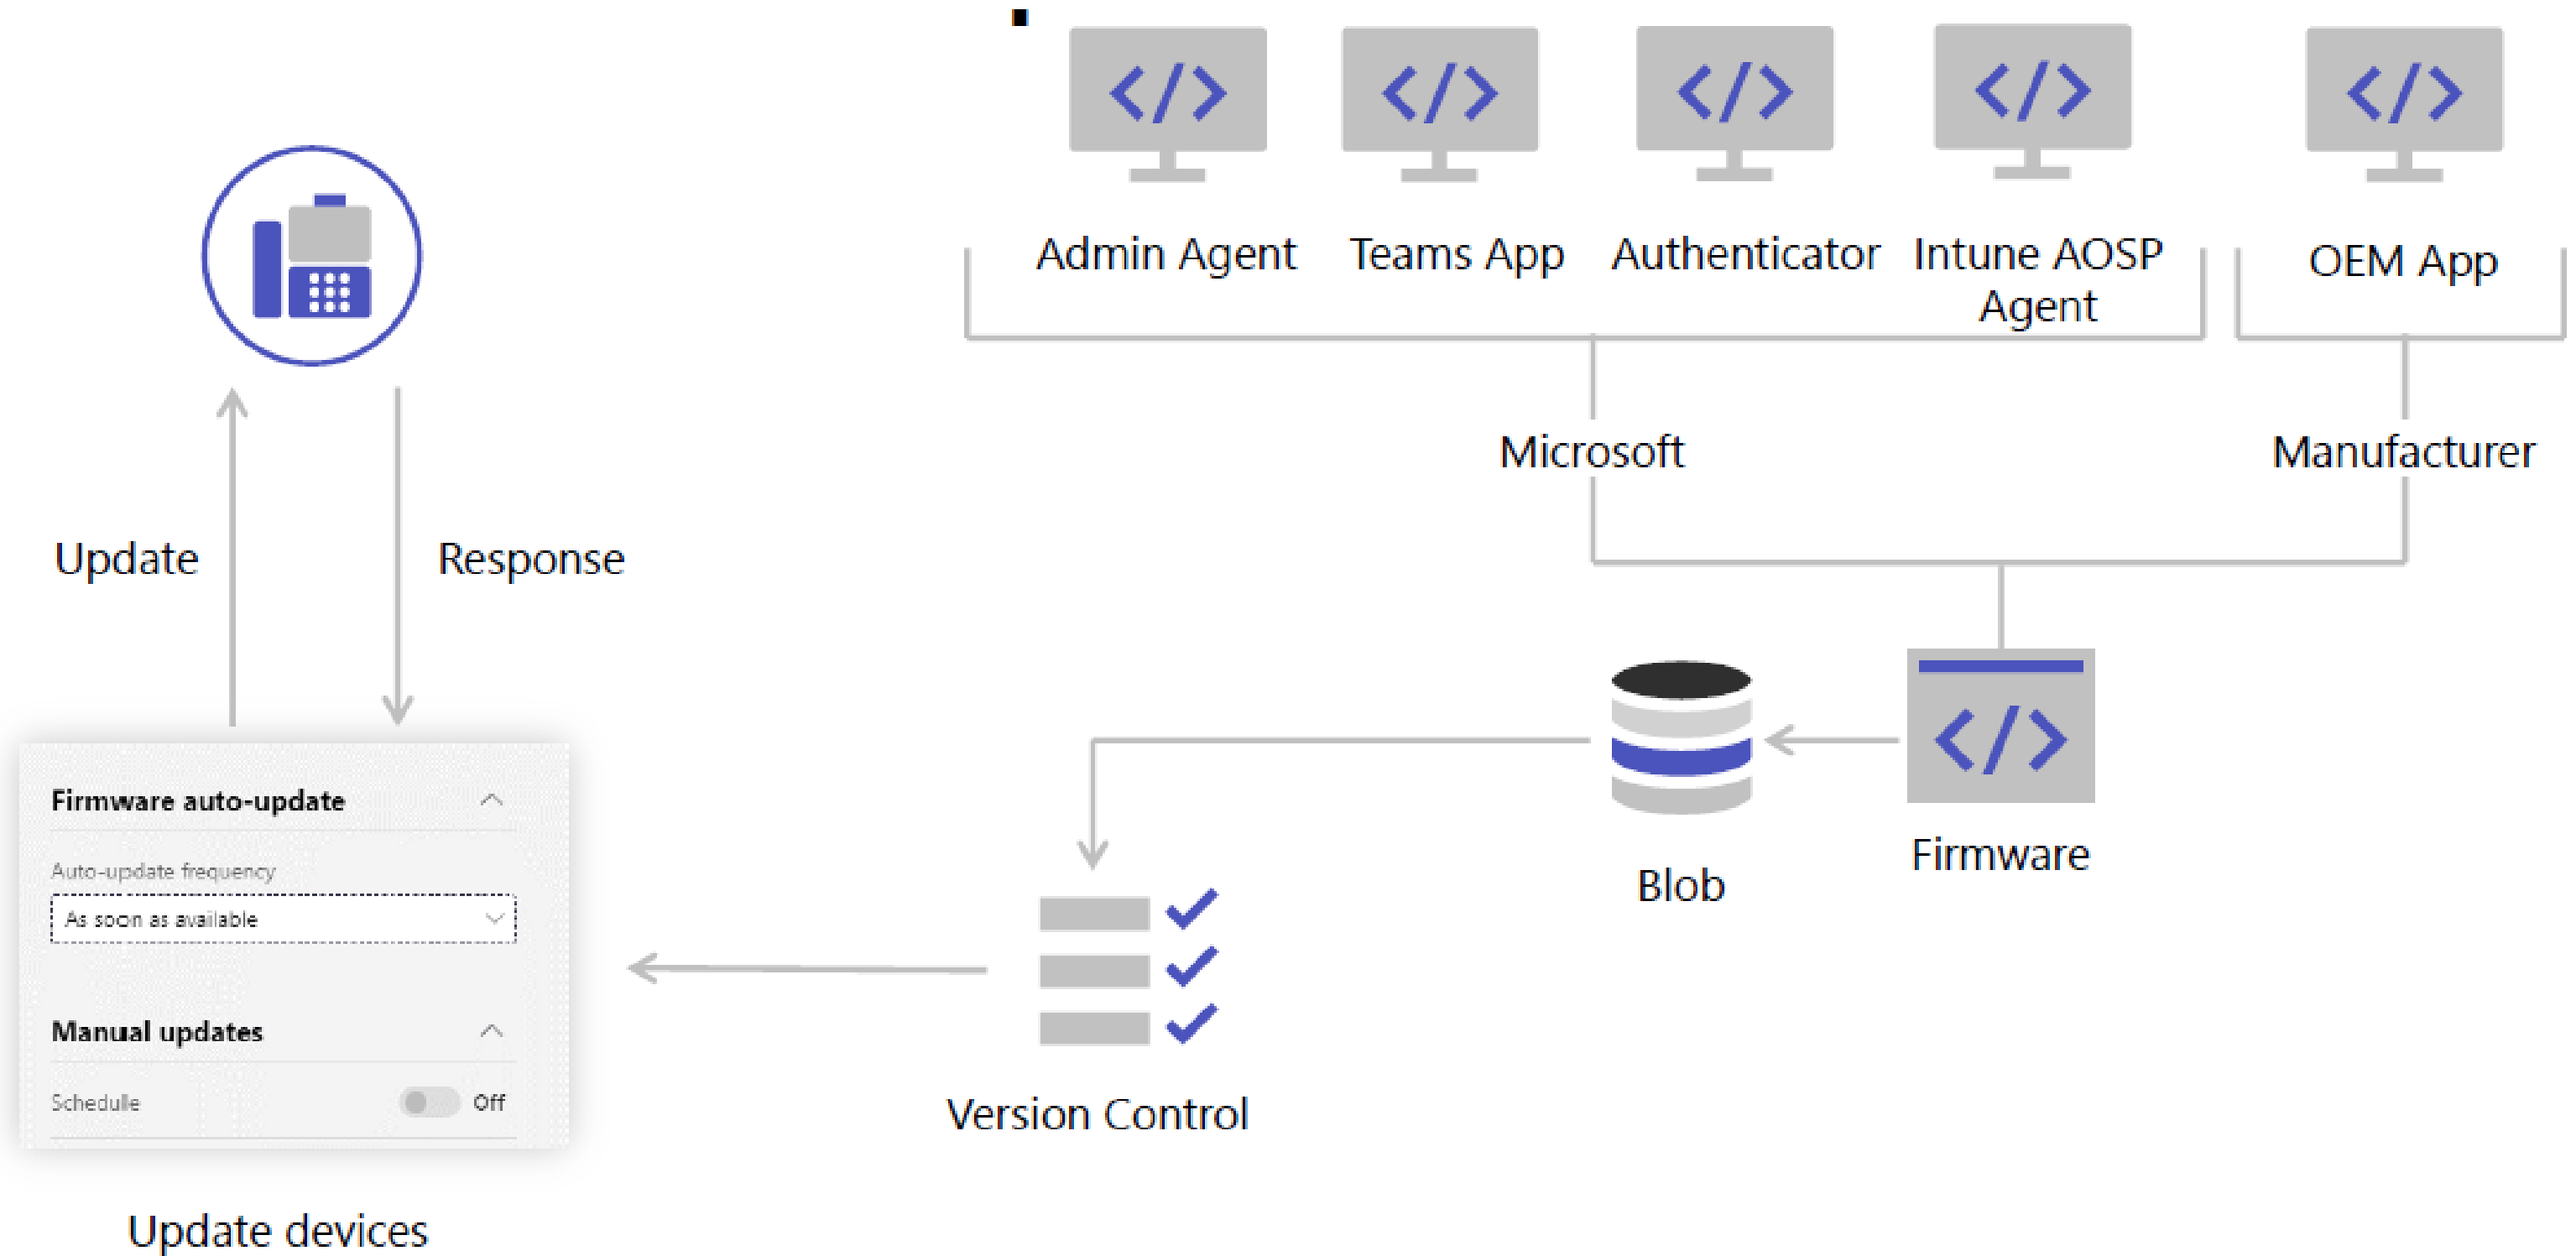 Admin Agent
Teams App
Authenticator
Intune AOSP
Agent
OEM App
Microsoft
Manufacturer
Update
Response
Firmware
Blob
Version Control
Firmware auto-update
Auto-update frequency
As soon as available
Manual updates
Schedule
Off
Update devices